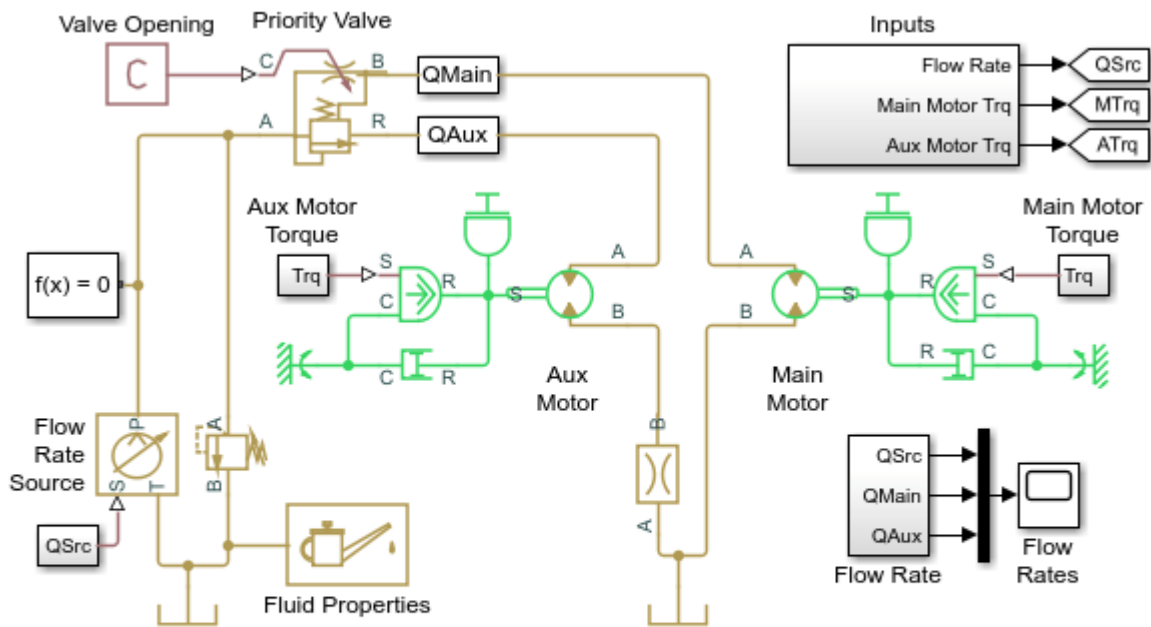 Valve Opening
Priority Valve
Inputs
C
C
B
QMain
A
R
QAux
Flow Rate
Main Motor Trq
Aux Motor Trq
QSrc
MTrq
ATrq
Aux Motor
Torque
Trq
S
C
R
S
C
R
A
B
Aux
Motor
f(x) = 0
Main Motor
Torque
Trq
S
C
R
S
R
C
A
B
Main
Motor
Flow
Rate
Source
P
S
T
QSrc
A
B
Fluid Properties
B
A
QSrc
QMain
QAux
Flow Rate
Flow
Rates